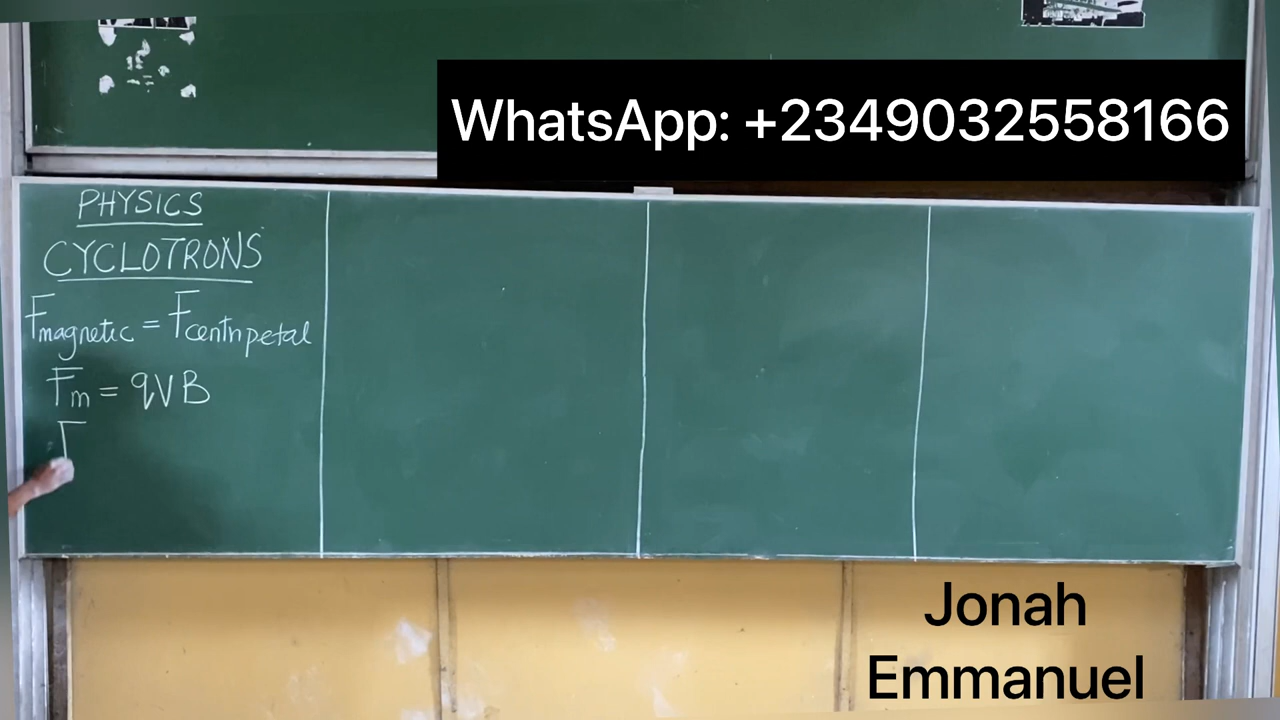 WhatsApp: +2349032558166
PHYSICS
CYCLOTRONS
Fmagnetic = Fcentripetal
Fm = qVB
Jonah
Emmanuel